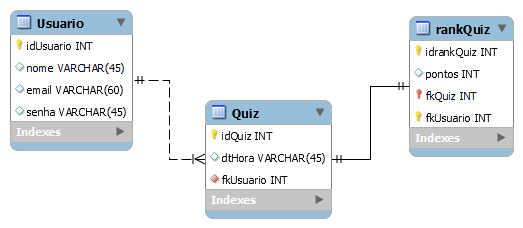 Usuario
idUsuario INT
nome VARCHAR(45)
email VARCHAR(60)
senha VARCHAR(45)
Indexes
Quiz
idQuiz INT
dtHora VARCHAR(45)
fkUsuario INT
Indexes
rankQuiz
idrankQuiz INT
pontos INT
fkQuiz INT
fkUsuario INT
Indexes